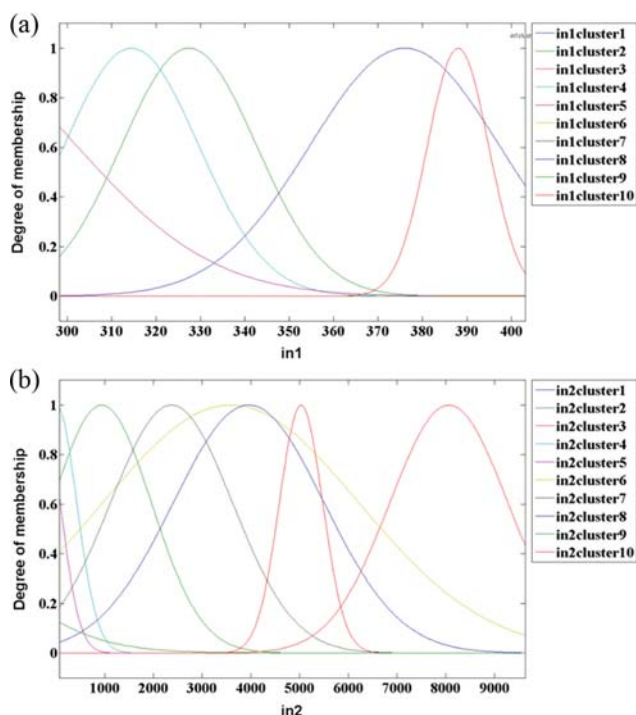 (a)
in1cluster1
in1cluster2
in1cluster3
in1cluster4
in1cluster5
in1cluster6
in1cluster7
in1cluster8
in1cluster9
in1cluster10
Degree of membership
1
0.8
0.6
0.4
0.2
0
300 310 320 330 340 350 360 370 380 390 400
in1
(b)
in2cluster1
in2cluster2
in2cluster3
in2cluster4
in2cluster5
in2cluster6
in2cluster7
in2cluster8
in2cluster9
in2cluster10
Degree of membership
1
0.8
0.6
0.4
0.2
0
1000 2000 3000 4000 5000 6000 7000 8000 9000
in2